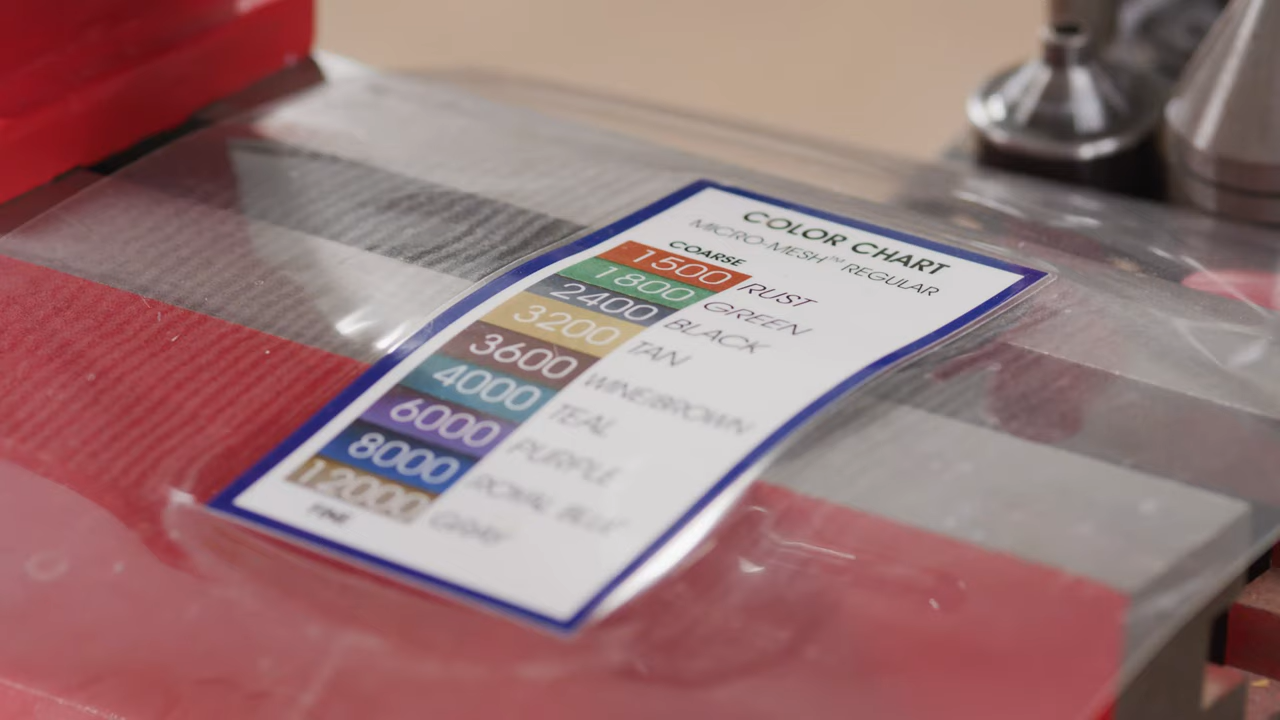 COLOR CHART
MICRO-MESH™ REGULAR
COARSE
1500 RUST
1800 GREEN
2400 BLACK
3200 TAN
3600 WINE/BROWN
4000 TEAL
6000 PURPLE
8000 ROYAL BLUE
12000 GRAY
FINE